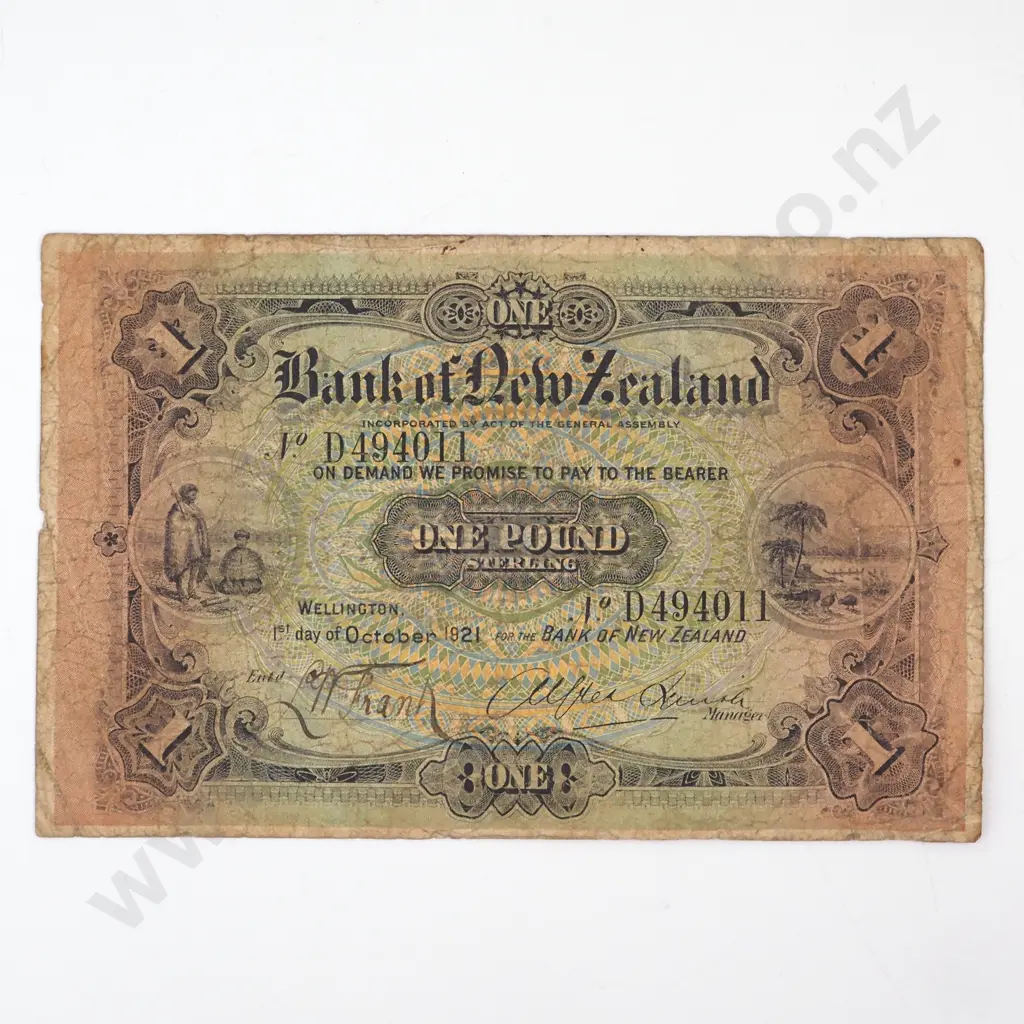 ONE
1 1
Bank of New Zealand
INCORPORATED BY ACT OF THE GENERAL ASSEMBLY
No. D494011
ON DEMAND WE PROMISE TO PAY TO THE BEARER
ONE POUND
STERLING
No. D494011
WELLINGTON,
1st day of October 1921 FOR THE BANK OF NEW ZEALAND
Entd
Manager
1 1
ONE
www
o.nz